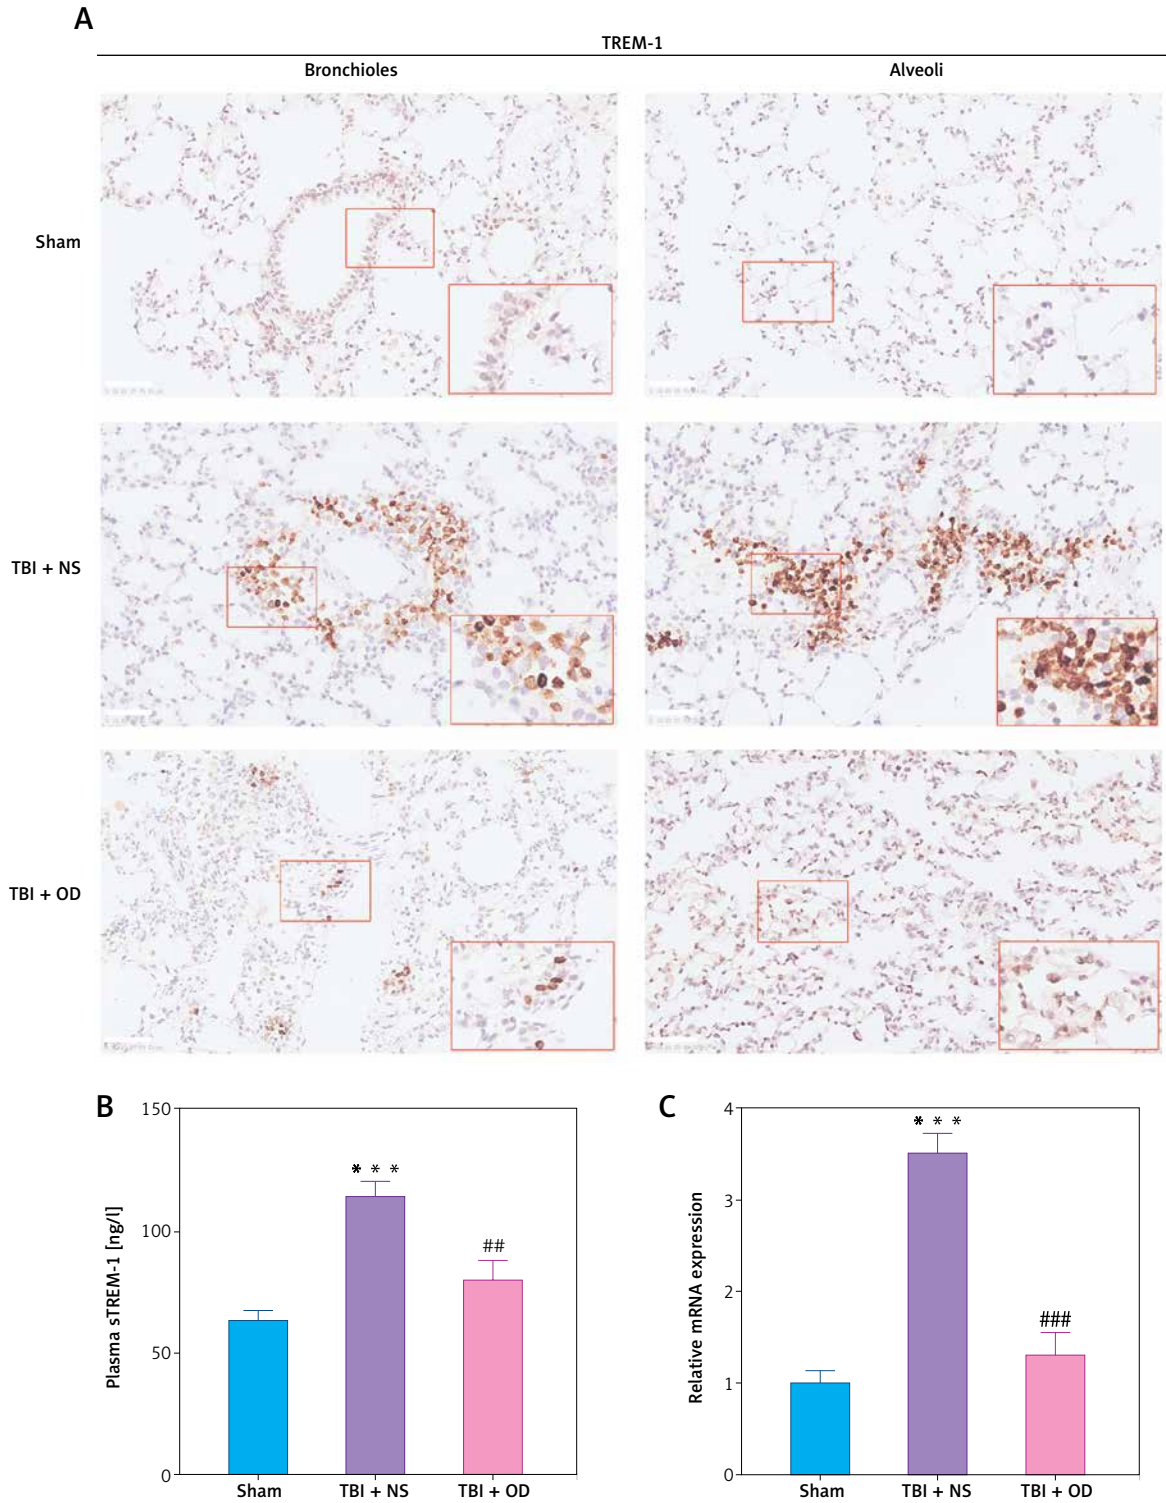 A
TREM-1
Bronchioles Alveoli
Sham
TBI + NS
TBI + OD
B
Plasma sTREM-1 [ng/l]
150
100
50
0
* * *
##
Sham TBI + NS TBI + OD
C
Relative mRNA expression
4
3
2
1
0
* * *
###
Sham TBI + NS TBI + OD